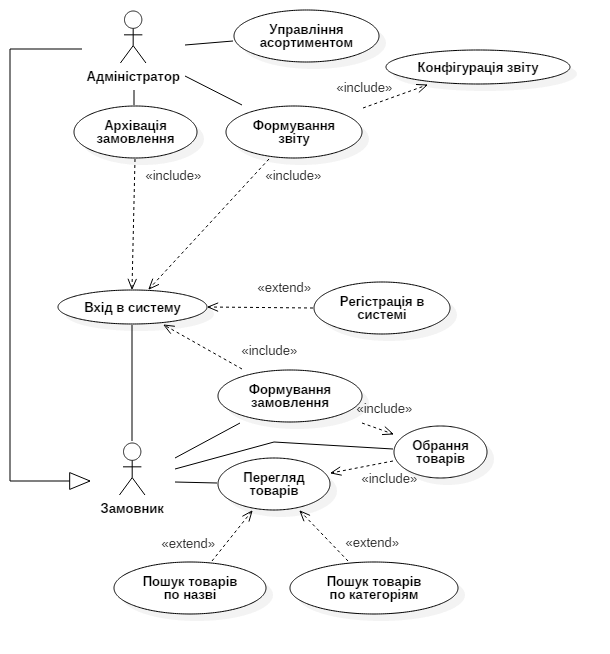 Управління
асортиментом
Адміністратор
Конфігурація звіту
«include»
Архівація
замовлення
Формування
звіту
«include»
«include»
Вхід в систему
«extend»
Регістрація в
системі
«include»
Формування
замовлення
«include»
Обрання
товарів
Замовник
Перегляд
товарів
«include»
«extend»
«extend»
Пошук товарів
по назві
Пошук товарів
по категоріям